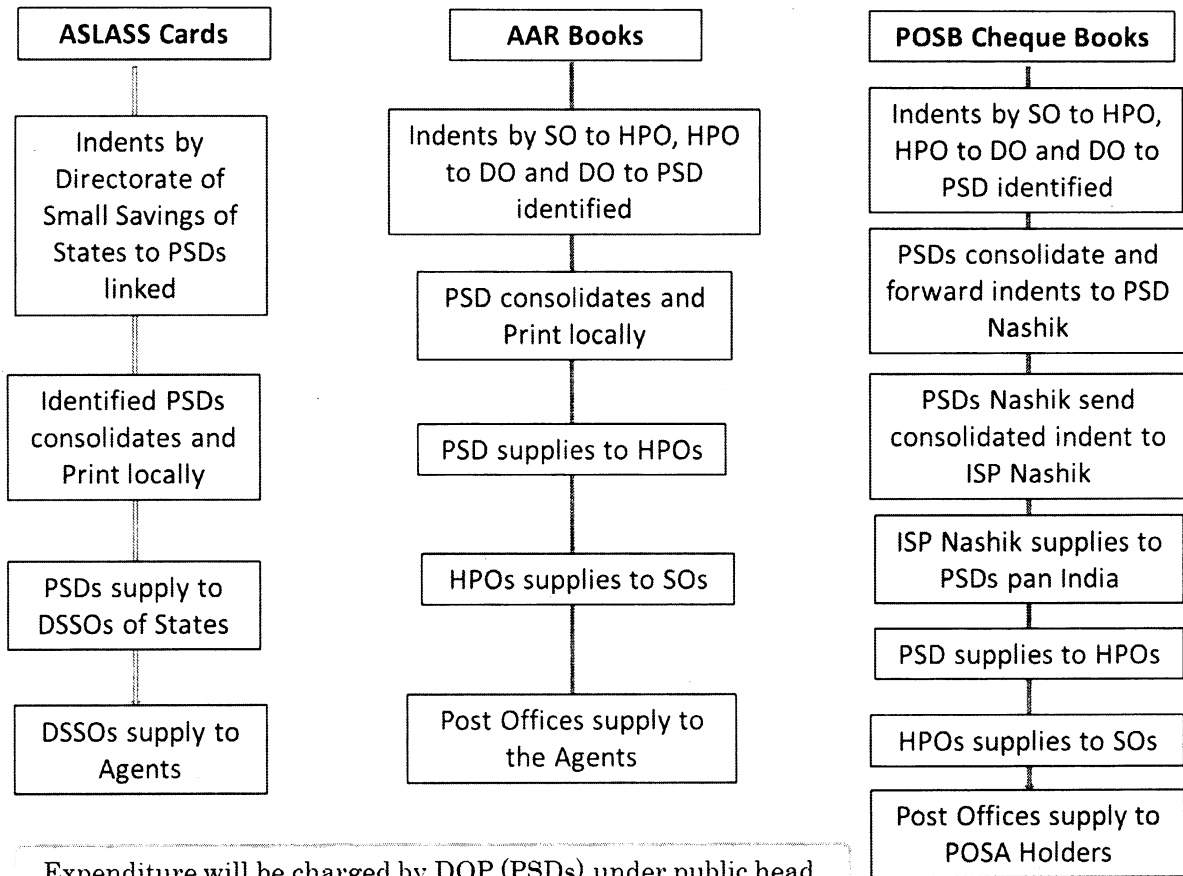 ASLASS Cards
Indents by
Directorate of
Small Savings of
States to PSDs
linked
Identified PSDs
consolidates and
Print locally
PSDs supply to
DSSOs of States
DSSOs supply to
Agents
AAR Books
Indents by SO to HPO, HPO
to DO and DO to PSD
identified
PSD consolidates and
Print locally
PSD supplies to HPOs
HPOs supplies to SOs
Post Offices supply to
the Agents
POSB Cheque Books
Indents by SO to HPO,
HPO to DO and DO to
PSD identified
PSDs consolidate and
forward indents to PSD
Nashik
PSDs Nashik send
consolidated indent to
ISP Nashik
ISP Nashik supplies to
PSDs pan India
PSD supplies to HPOs
HPOs supplies to SOs
Post Offices supply to
POSA Holders
Expenditure will be charged by DOP (PSDs) under public head